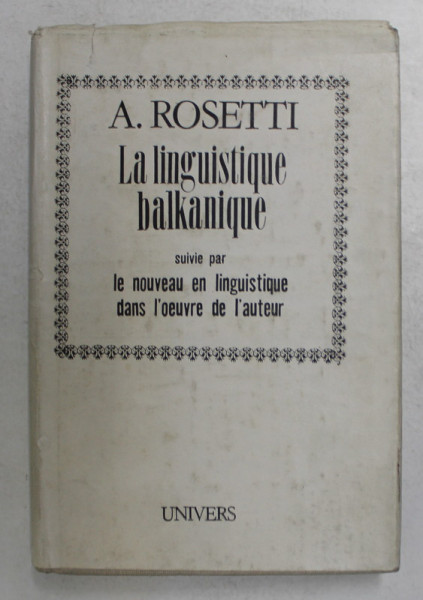 A. ROSETTI
La linguistique
balkanique
suivie par
le nouveau en linguistique
dans l'oeuvre de l'auteur
UNIVERS